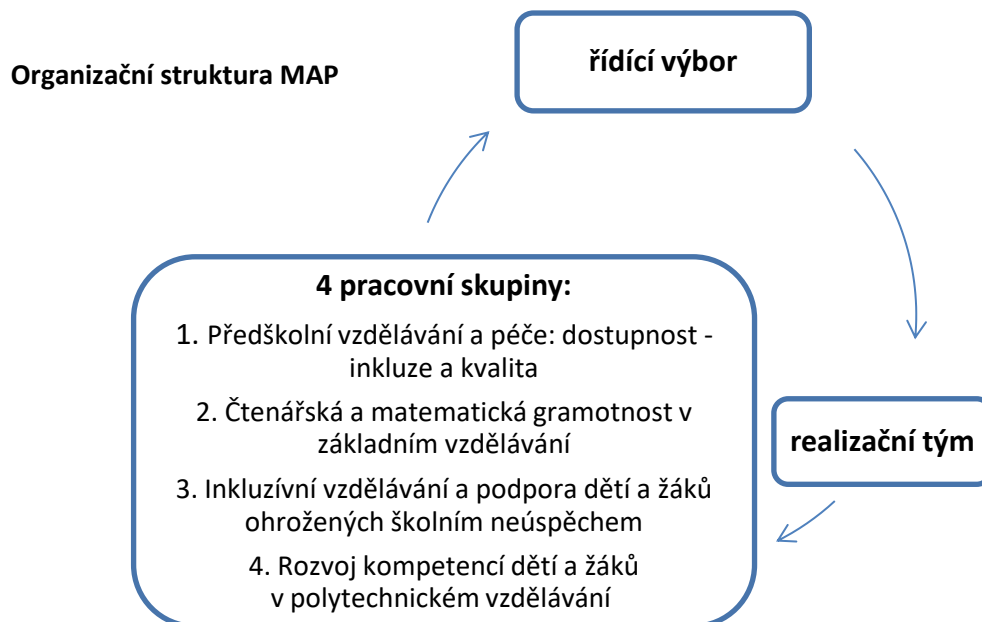 Organizační struktura MAP
řídící výbor
4 pracovní skupiny:
1. Předškolní vzdělávání a péče: dostupnost -
inkluze a kvalita
2. Čtenářská a matematická gramotnost v
základním vzdělávání
3. Inkluzívní vzdělávání a podpora dětí a žáků
ohrožených školním neúspěchem
4. Rozvoj kompetencí dětí a žáků
v polytechnickém vzdělávání
realizační tým